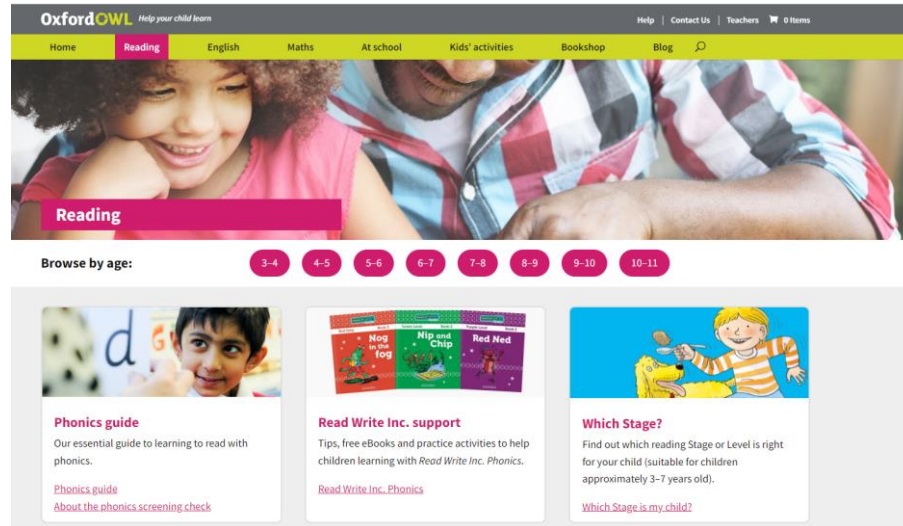 OxfordOWL Help your child learn
Help | Contact Us | Teachers 0 Items
Home Reading English Maths At school Kids' activities Bookshop Blog
Reading
Browse by age: 3–4 4–5 5–6 6–7 7–8 8–9 9–10 10–11
d
Nog
in the
fog
Nip and
Chip
Red Ned
Phonics guide
Our essential guide to learning to read with
phonics.
Phonics guide
About the phonics screening check
Read Write Inc. support
Tips, free eBooks and practice activities to help
children learning with Read Write Inc. Phonics.
Read Write Inc. Phonics
Which Stage?
Find out which reading Stage or Level is right
for your child (suitable for children
approximately 3–7 years old).
Which Stage is my child?